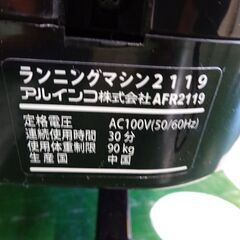 ランニングマシン2119
アルインコ株式会社 AFR2119
定格電圧 AC100V(50/60Hz)
連続使用時間 30分
使用体重制限 90kg
生産国 中国